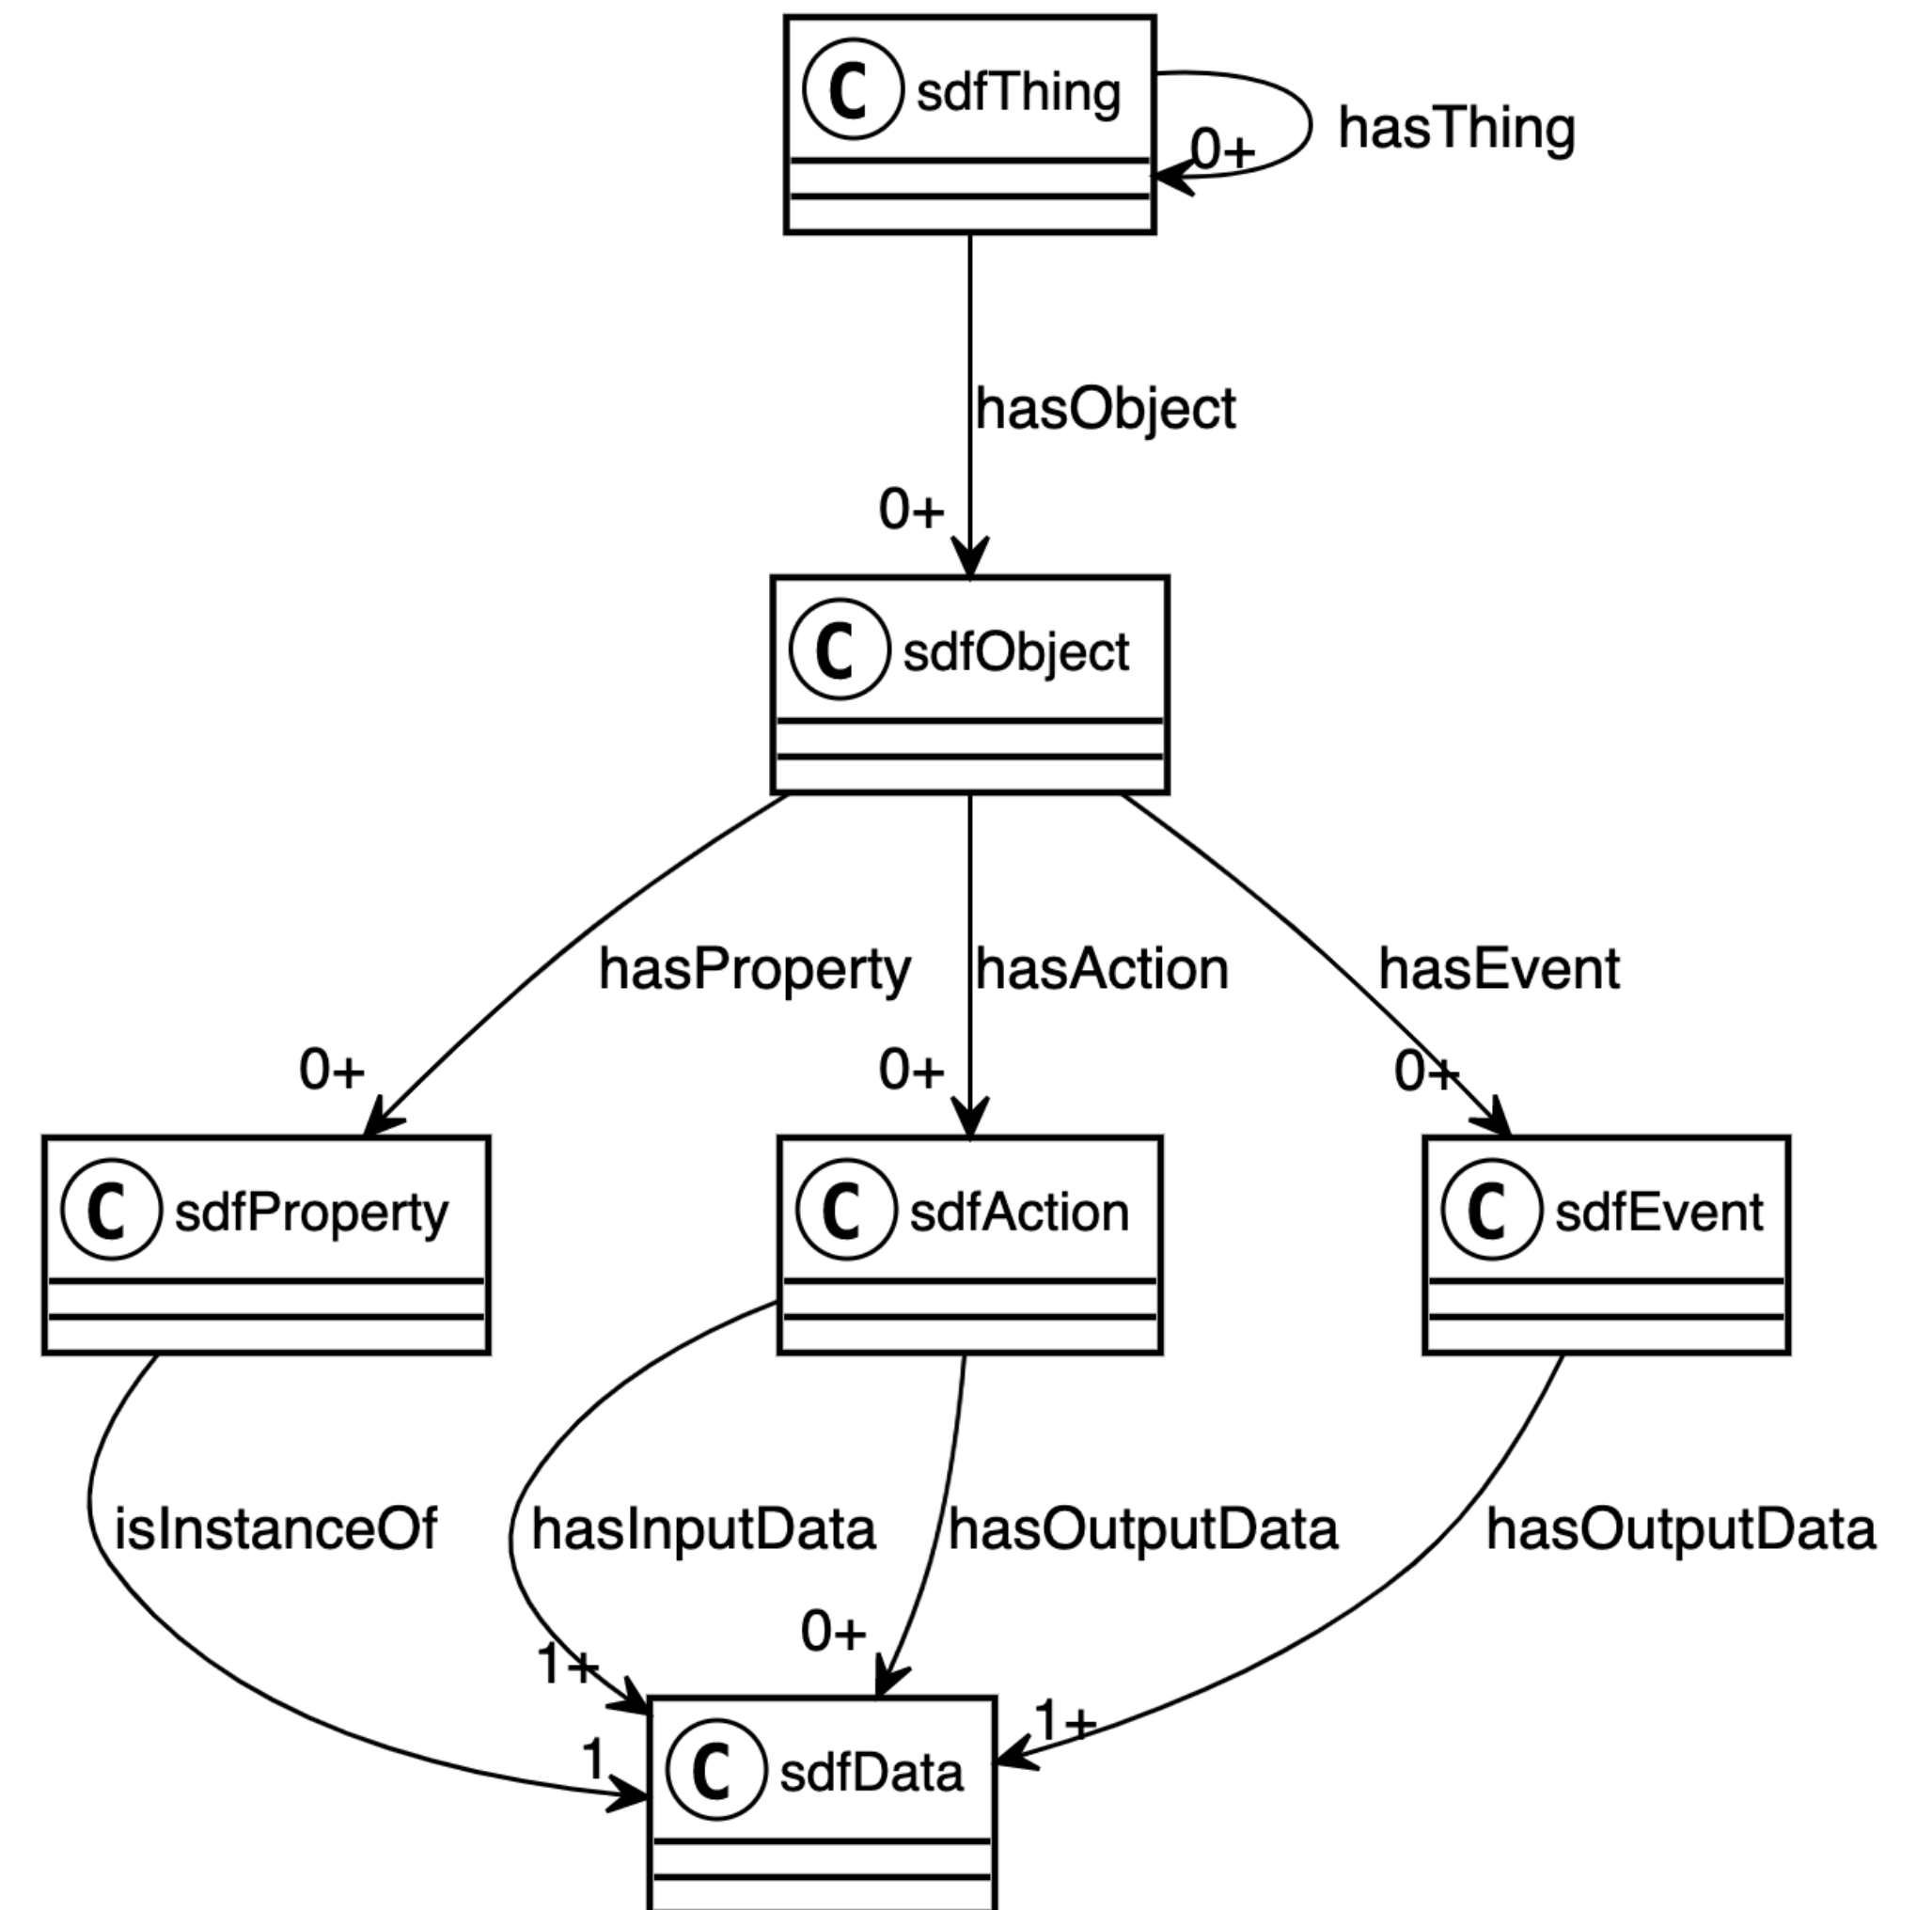 C sdfThing
hasThing
0+
hasObject
0+
C sdfObject
hasProperty
hasAction
hasEvent
0+
0+
0+
C sdfProperty
C sdfAction
C sdfEvent
isInstanceOf
hasInputData
hasOutputData
hasOutputData
0+
1+
1+
1
C sdfData